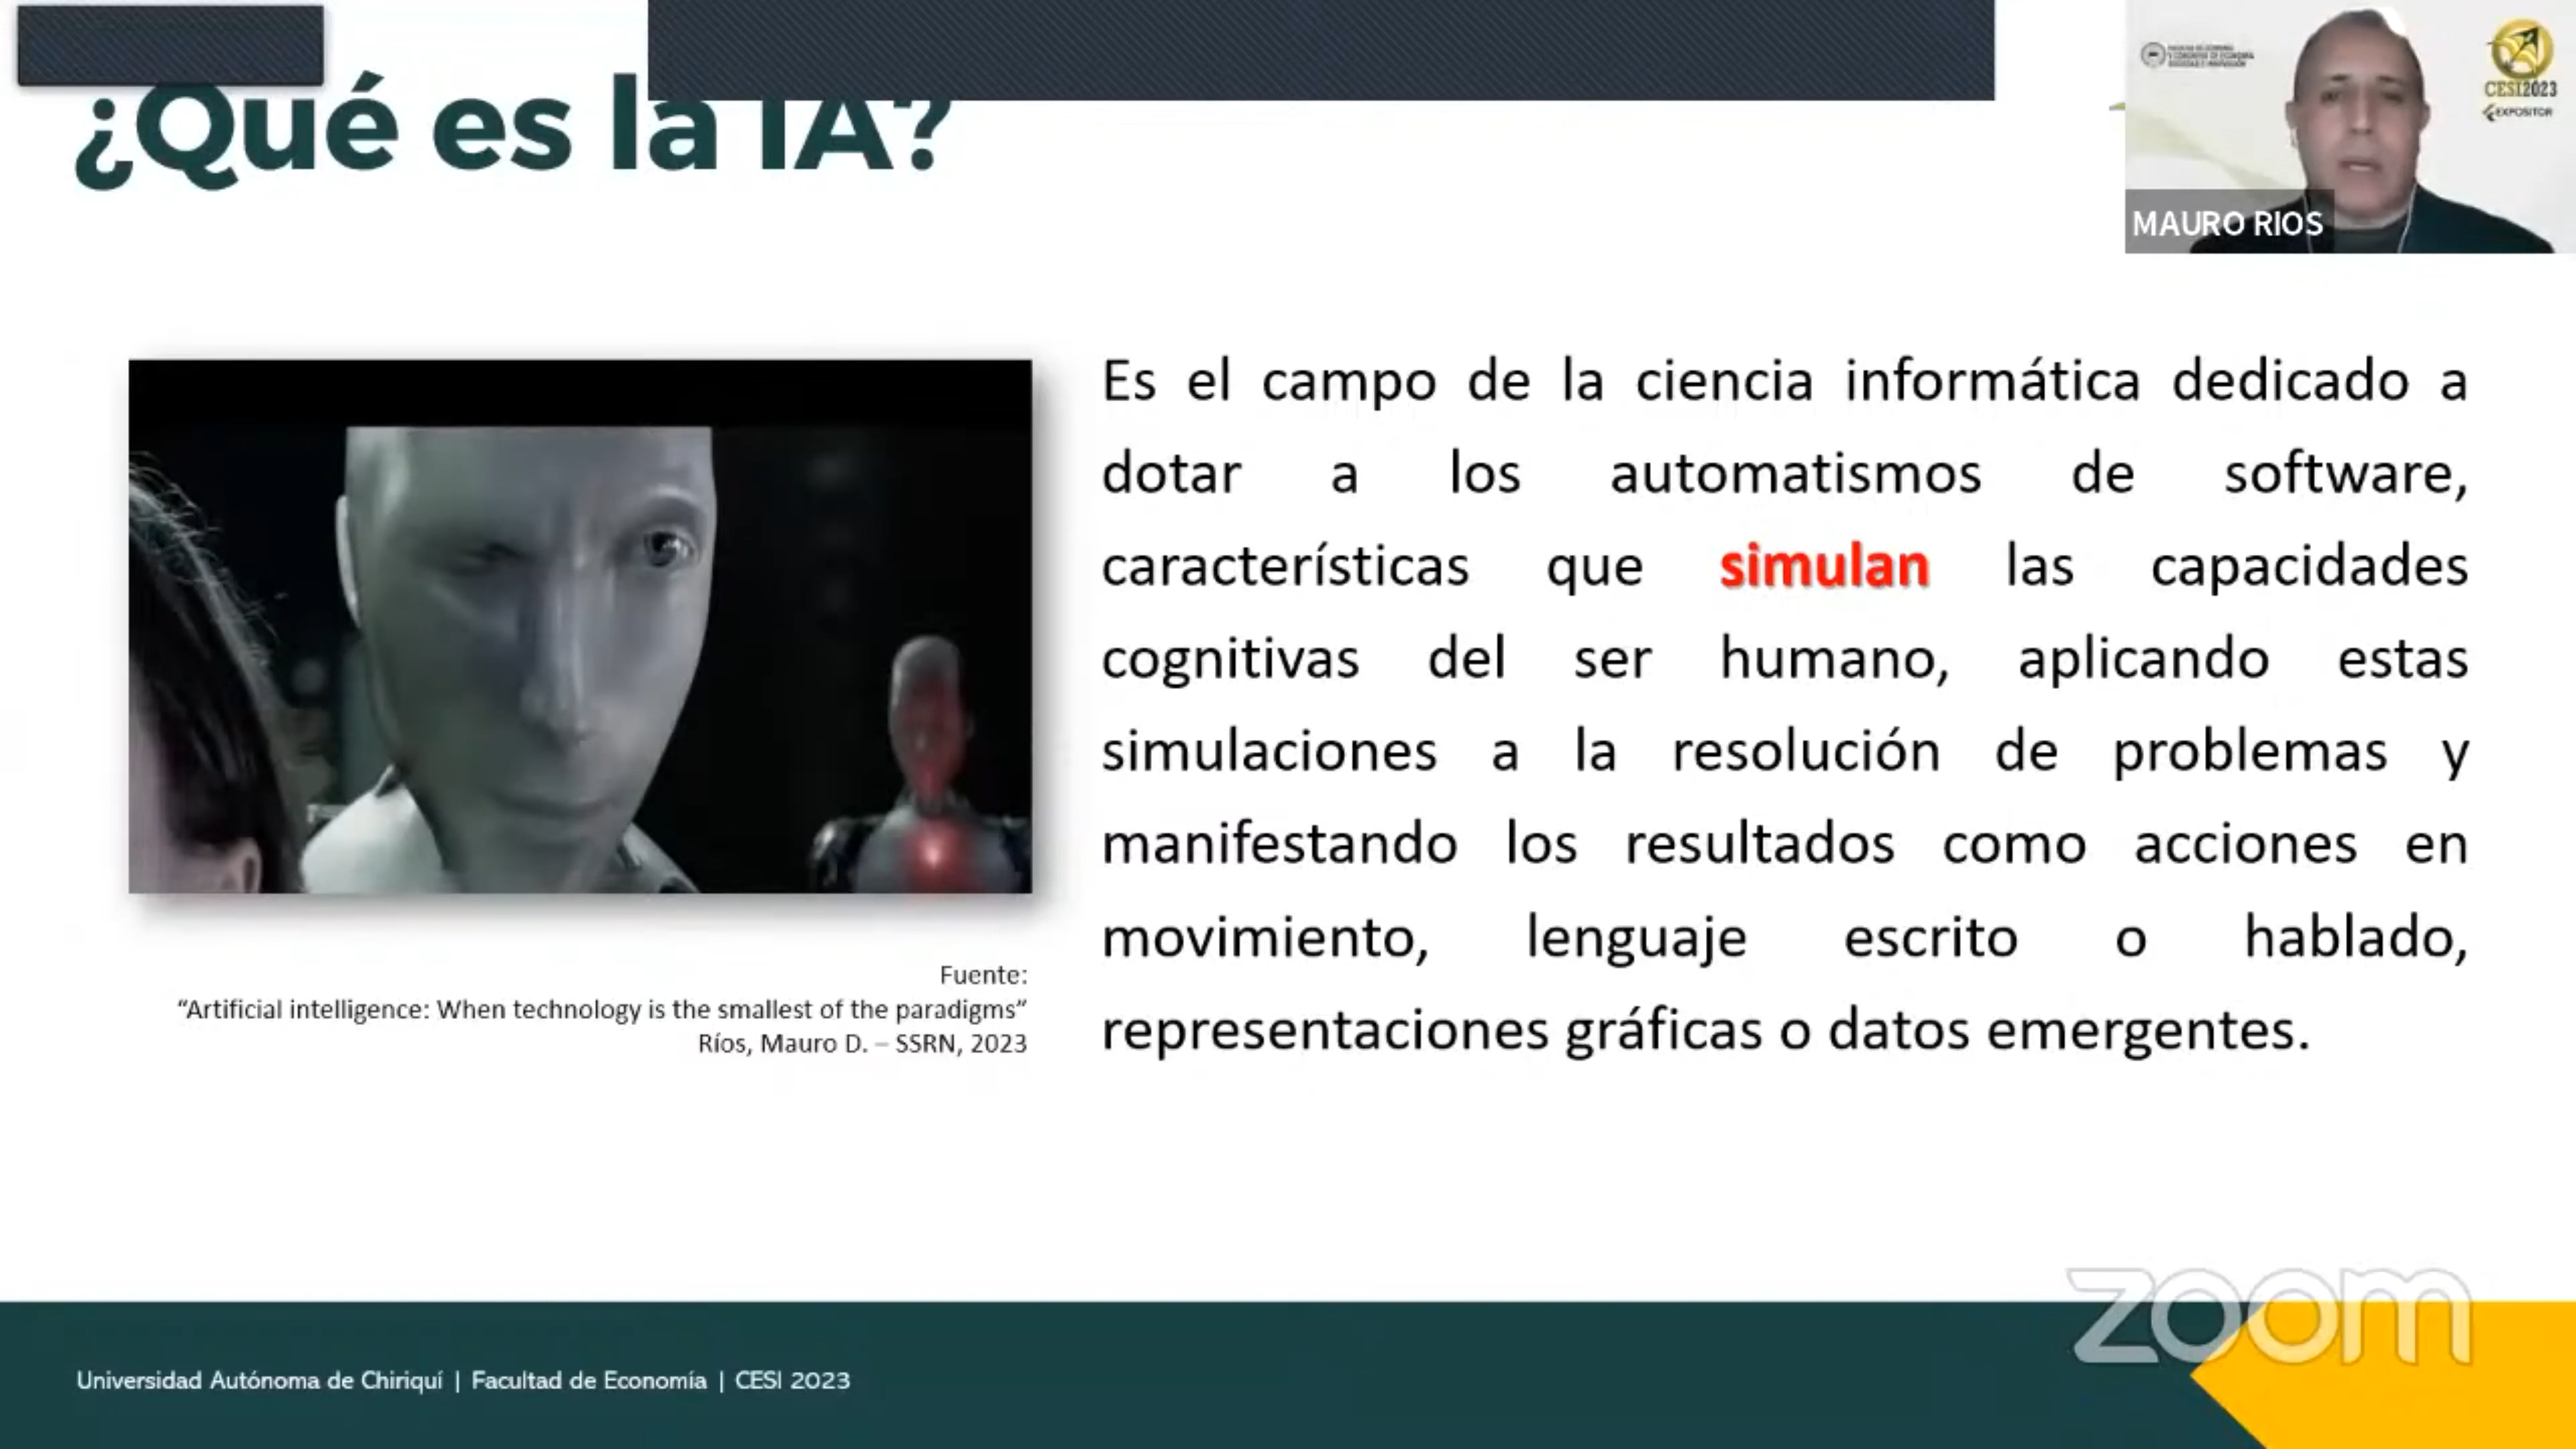 ¿Qué es la IA?
CESI2023
EXPOSITOR
MAURO RIOS
Es el campo de la ciencia informática dedicado a
dotar a los automatismos de software,
características que simulan las capacidades
cognitivas del ser humano, aplicando estas
simulaciones a la resolución de problemas y
manifestando los resultados como acciones en
movimiento, lenguaje escrito o hablado,
representaciones gráficas o datos emergentes.
Fuente:
“Artificial intelligence: When technology is the smallest of the paradigms”
Ríos, Mauro D. – SSRN, 2023
zoom
Universidad Autónoma de Chiriquí | Facultad de Economía | CESI 2023